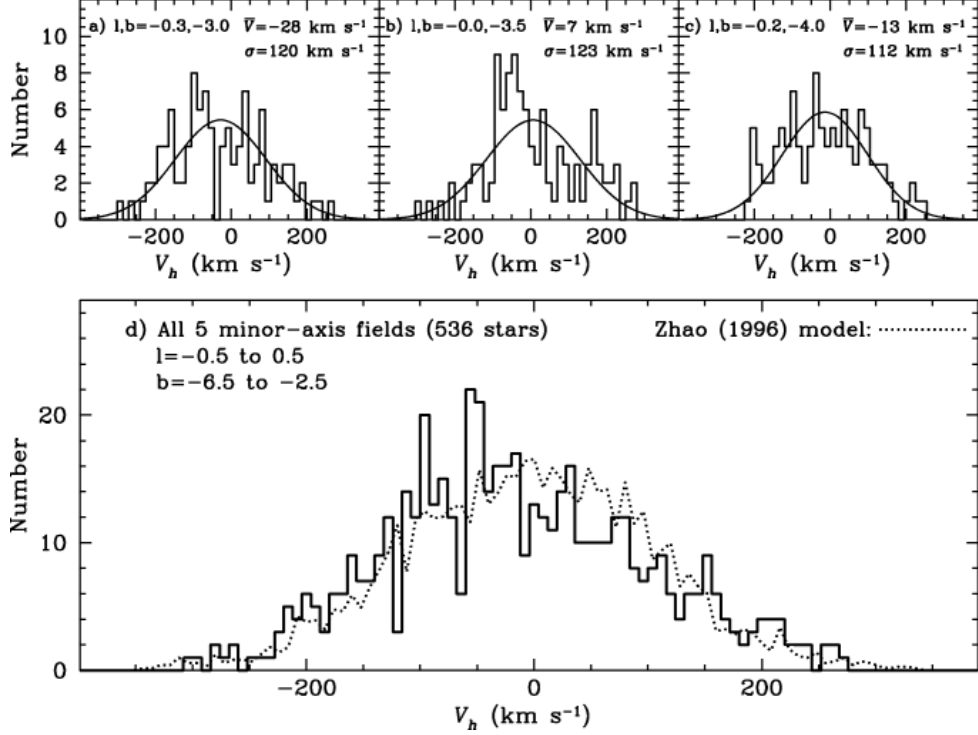 a) l,b=−0.3,−3.0 V̅=−28 km s⁻¹
σ=120 km s⁻¹
b) l,b=−0.0,−3.5 V̅=7 km s⁻¹
σ=123 km s⁻¹
c) l,b=−0.2,−4.0 V̅=−13 km s⁻¹
σ=112 km s⁻¹
Number
10
8
6
4
2
0
−200 0 200
−200 0 200
−200 0 200
V_h (km s⁻¹)
V_h (km s⁻¹)
V_h (km s⁻¹)
d) All 5 minor−axis fields (536 stars)
Zhao (1996) model:
l=−0.5 to 0.5
b=−6.5 to −2.5
Number
20
10
0
−200 0 200
V_h (km s⁻¹)